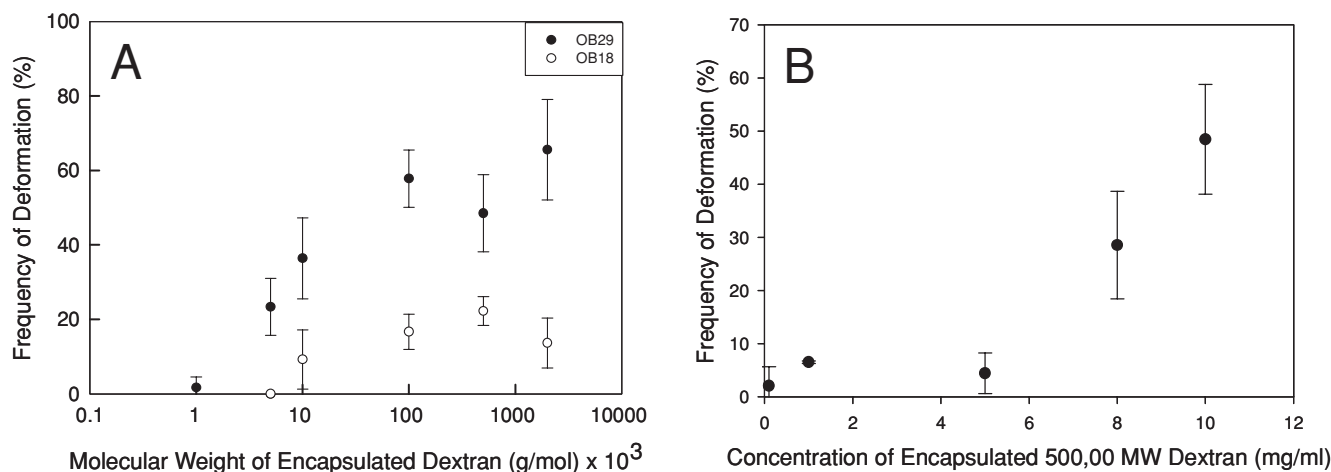 A
OB29
OB18
Frequency of Deformation (%)
100
80
60
40
20
0
0.1 1 10 100 1000 10000
Molecular Weight of Encapsulated Dextran (g/mol) x 10³
B
Frequency of Deformation (%)
70
60
50
40
30
20
10
0
0 2 4 6 8 10 12
Concentration of Encapsulated 500,00 MW Dextran (mg/ml)